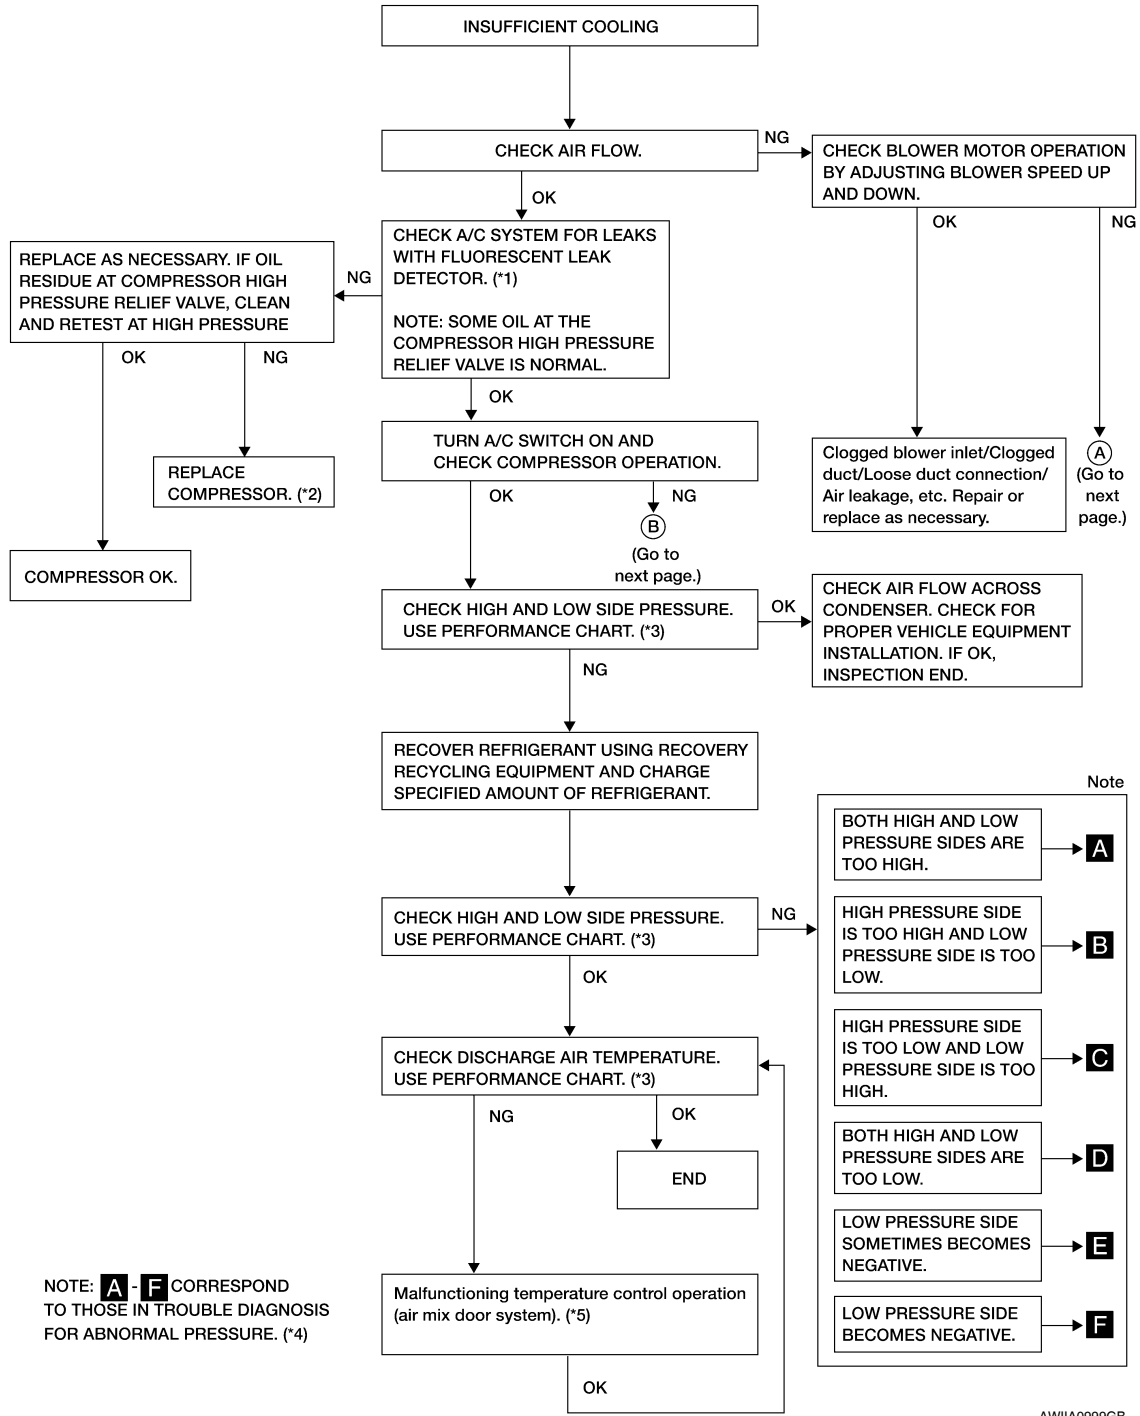 INSUFFICIENT COOLING
CHECK AIR FLOW.
NG
CHECK BLOWER MOTOR OPERATION
BY ADJUSTING BLOWER SPEED UP
AND DOWN.
OK
OK
NG
CHECK A/C SYSTEM FOR LEAKS
WITH FLUORESCENT LEAK
DETECTOR. (*1)
NOTE: SOME OIL AT THE
COMPRESSOR HIGH PRESSURE
RELIEF VALVE IS NORMAL.
NG
REPLACE AS NECESSARY. IF OIL
RESIDUE AT COMPRESSOR HIGH
PRESSURE RELIEF VALVE, CLEAN
AND RETEST AT HIGH PRESSURE
OK
NG
REPLACE
COMPRESSOR. (*2)
COMPRESSOR OK.
OK
TURN A/C SWITCH ON AND
CHECK COMPRESSOR OPERATION.
OK
NG
B
(Go to
next page.)
Clogged blower inlet/Clogged
duct/Loose duct connection/
Air leakage, etc. Repair or
replace as necessary.
A
(Go to
next
page.)
CHECK HIGH AND LOW SIDE PRESSURE.
USE PERFORMANCE CHART. (*3)
OK
CHECK AIR FLOW ACROSS
CONDENSER. CHECK FOR
PROPER VEHICLE EQUIPMENT
INSTALLATION. IF OK,
INSPECTION END.
NG
RECOVER REFRIGERANT USING RECOVERY
RECYCLING EQUIPMENT AND CHARGE
SPECIFIED AMOUNT OF REFRIGERANT.
CHECK HIGH AND LOW SIDE PRESSURE.
USE PERFORMANCE CHART. (*3)
NG
OK
Note
BOTH HIGH AND LOW
PRESSURE SIDES ARE
TOO HIGH.
A
HIGH PRESSURE SIDE
IS TOO HIGH AND LOW
PRESSURE SIDE IS TOO
LOW.
B
HIGH PRESSURE SIDE
IS TOO LOW AND LOW
PRESSURE SIDE IS TOO
HIGH.
C
BOTH HIGH AND LOW
PRESSURE SIDES ARE
TOO LOW.
D
LOW PRESSURE SIDE
SOMETIMES BECOMES
NEGATIVE.
E
LOW PRESSURE SIDE
BECOMES NEGATIVE.
F
CHECK DISCHARGE AIR TEMPERATURE.
USE PERFORMANCE CHART. (*3)
NG
OK
END
Malfunctioning temperature control operation
(air mix door system). (*5)
OK
NOTE: A - F CORRESPOND
TO THOSE IN TROUBLE DIAGNOSIS
FOR ABNORMAL PRESSURE. (*4)